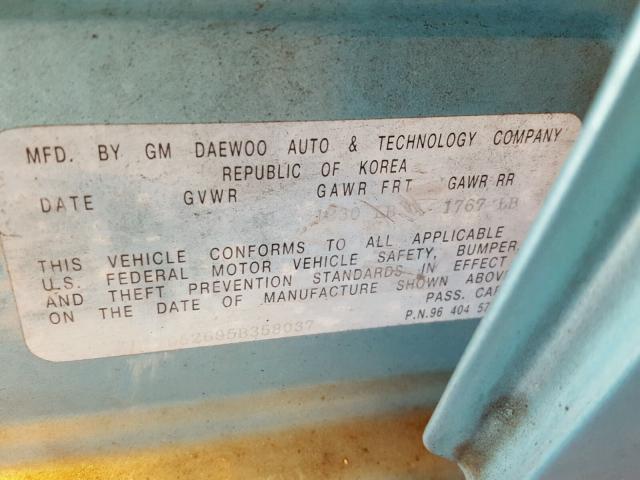 MFD. BY GM DAEWOO AUTO & TECHNOLOGY COMPANY
REPUBLIC OF KOREA
DATE GVWR GAWR FRT GAWR RR
LB 1767 LB
THIS VEHICLE CONFORMS TO ALL APPLICABLE
U.S. FEDERAL MOTOR VEHICLE SAFETY, BUMPER,
AND THEFT PREVENTION STANDARDS IN EFFECT
ON THE DATE OF MANUFACTURE SHOWN ABOVE
PASS. CAR
P.N.96 404 57